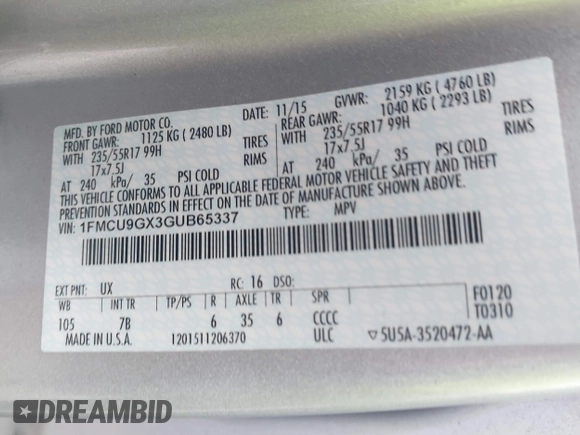 MFD. BY FORD MOTOR CO. DATE: 11/15 GVWR: 2159 KG ( 4760 LB)
FRONT GAWR: 1125 KG ( 2480 LB) REAR GAWR: 1040 KG ( 2293 LB)
WITH 235/55R17 99H TIRES WITH 235/55R17 99H TIRES
17x7.5J RIMS 17x7.5J RIMS
AT 240 kPa/ 35 PSI COLD AT 240 kPa/ 35 PSI COLD
THIS VEHICLE CONFORMS TO ALL APPLICABLE FEDERAL MOTOR VEHICLE SAFETY AND THEFT
PREVENTION STANDARDS IN EFFECT ON THE DATE OF MANUFACTURE SHOWN ABOVE.
VIN: 1FMCU9GX3GUB65337 TYPE: MPV
EXT PNT: UX RC: 16 DSO:
WB INT TR TP/PS R AX TR SPR F0120
105 7B 6 35 6 CCCC T0310
MADE IN U.S.A. 1201511206370 ULC ▽5U5A-3520472-AA
DREAMBID